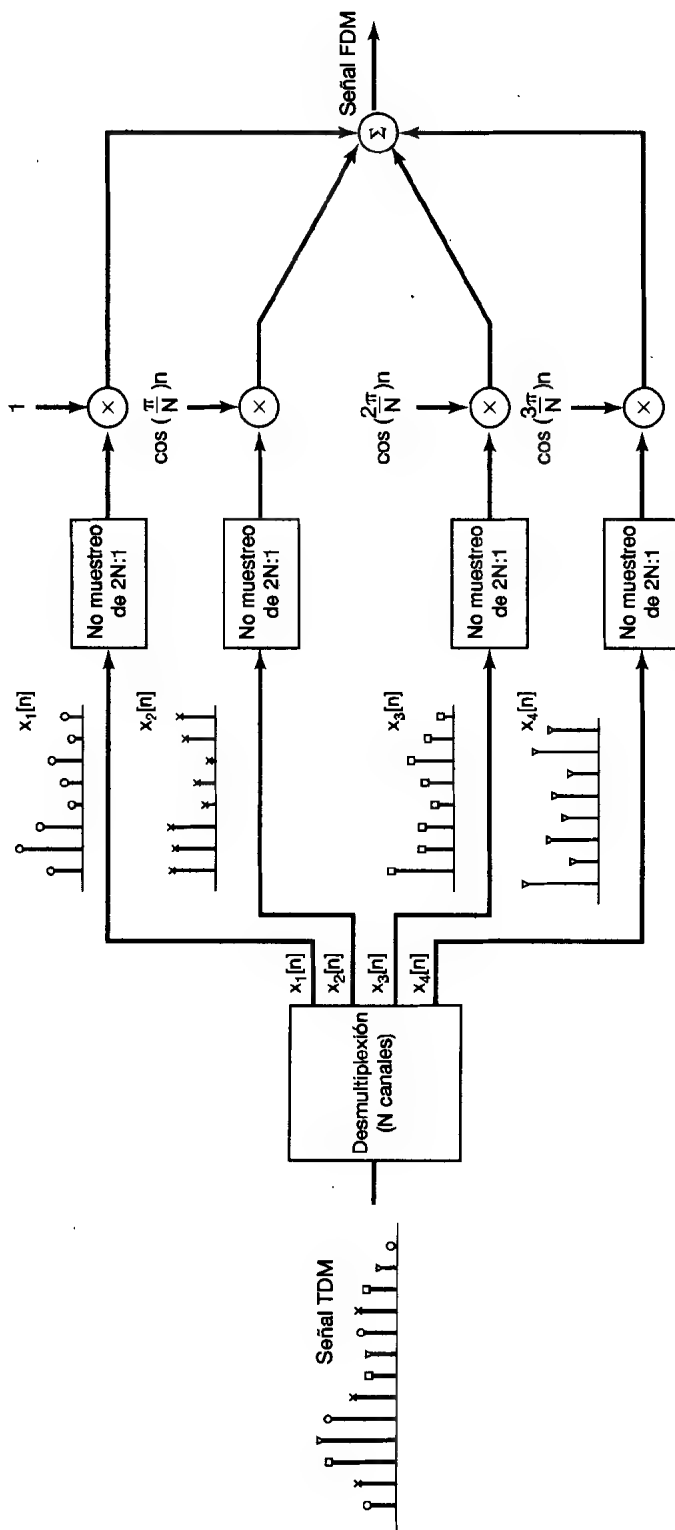 Señal TDM
Desmultiplexión
(N canales)
x₁[n]
x₂[n]
x₃[n]
x₄[n]
x₁[n]
x₂[n]
x₃[n]
x₄[n]
No muestreo
de 2N:1
No muestreo
de 2N:1
No muestreo
de 2N:1
No muestreo
de 2N:1
1
×
cos (π/N)n
×
cos (2π/N)n
×
cos (3π/N)n
×
Σ
Señal FDM